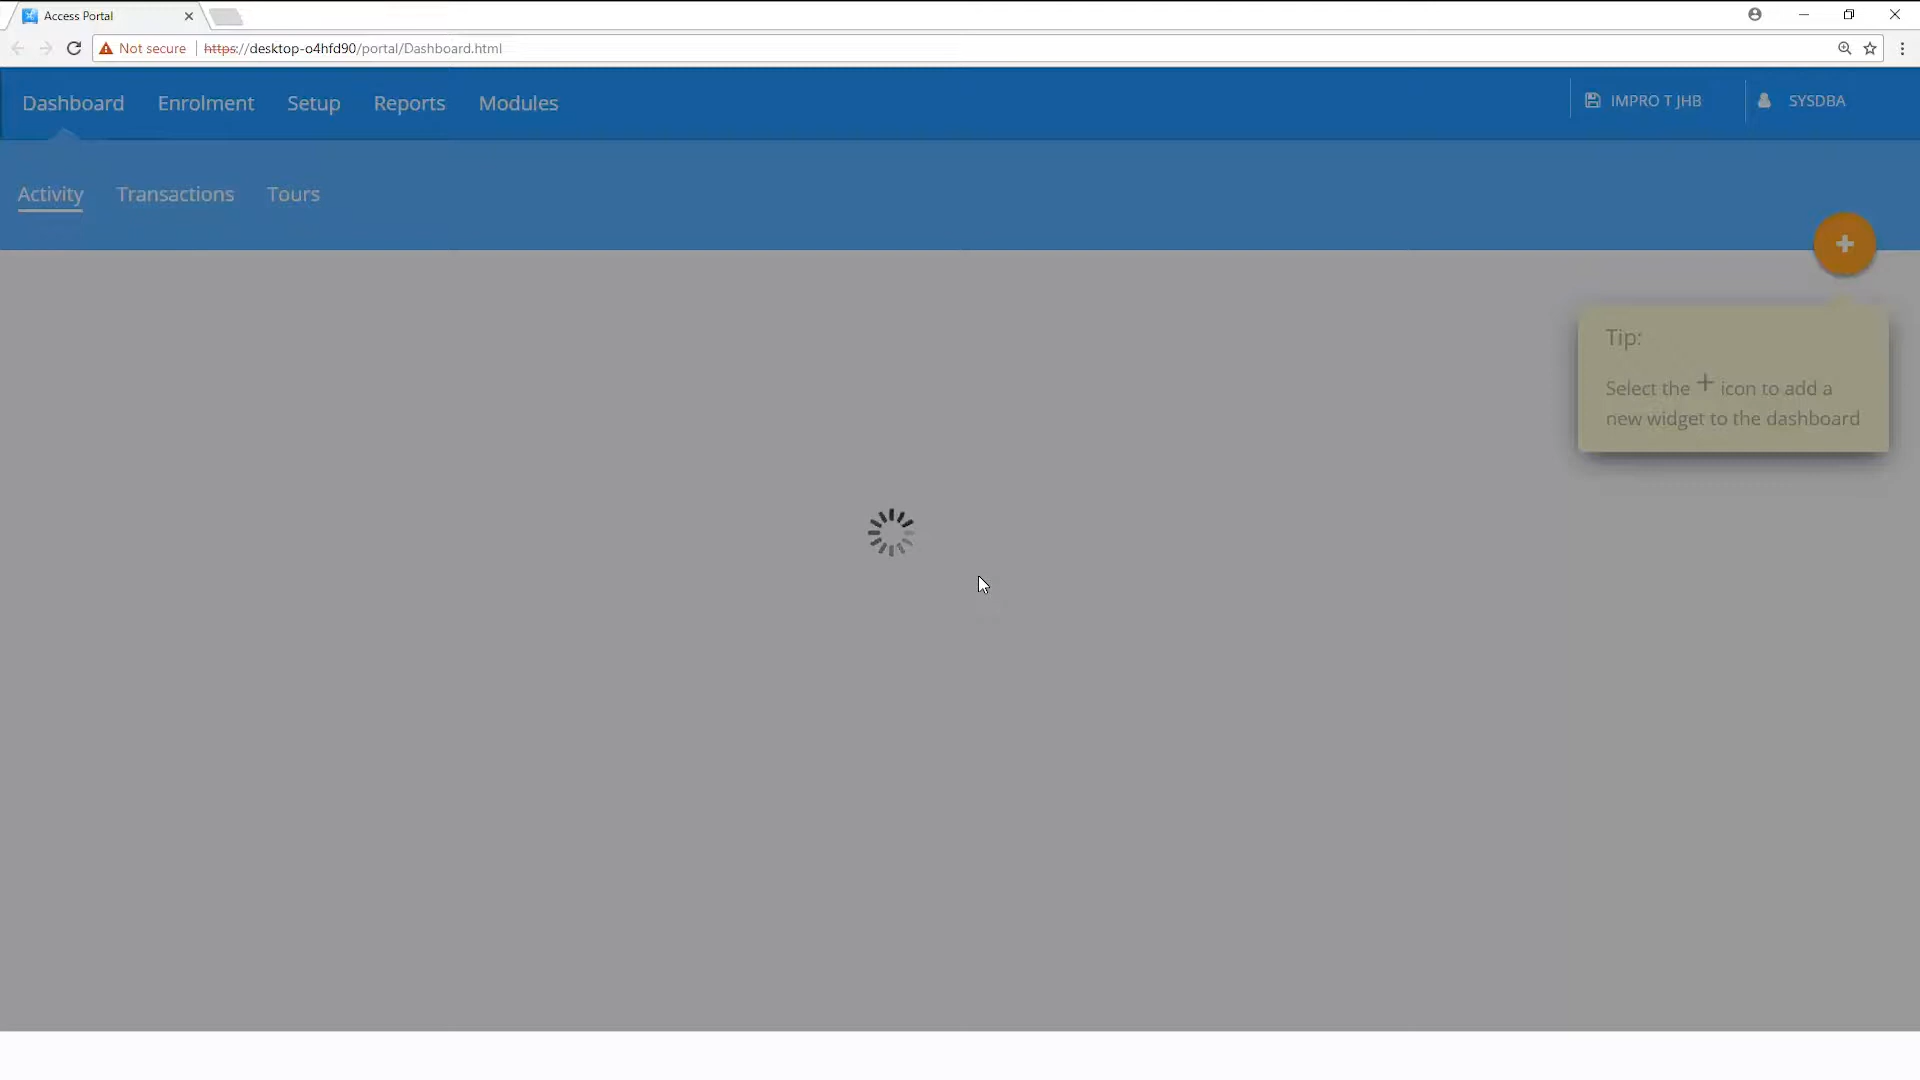 Access Portal
Not secure https://desktop-o4hfd90/portal/Dashboard.html
Dashboard Enrolment Setup Reports Modules IMPRO T JHB SYSDBA
Activity Transactions Tours
Tip:
Select the + icon to add a
new widget to the dashboard